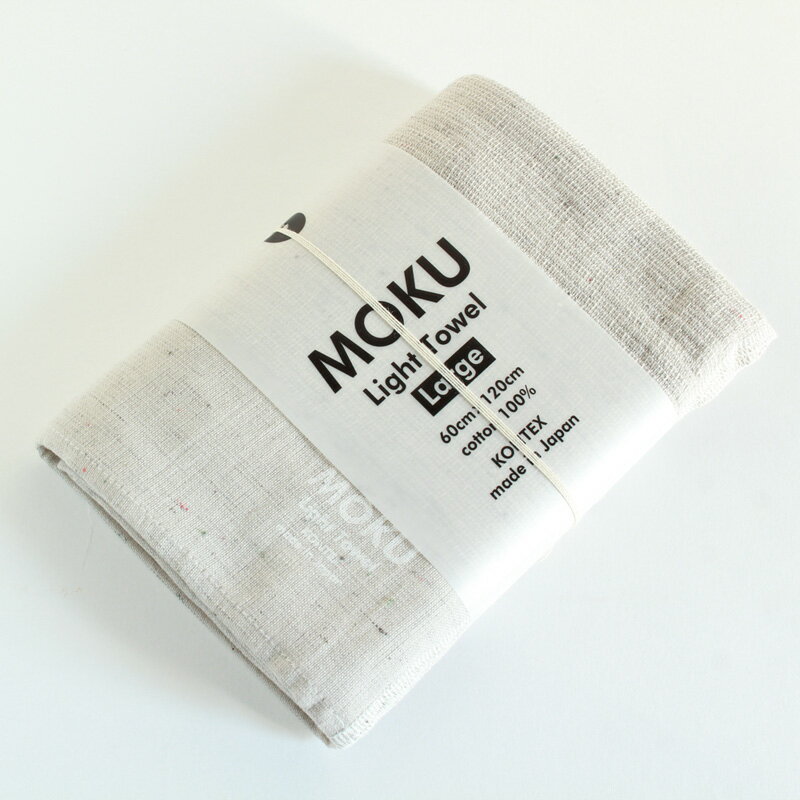 MOKU
Light Towel
Large
60cm×120cm
cotton 100%
KONTEX
made in Japan
MOKU
Light Towel